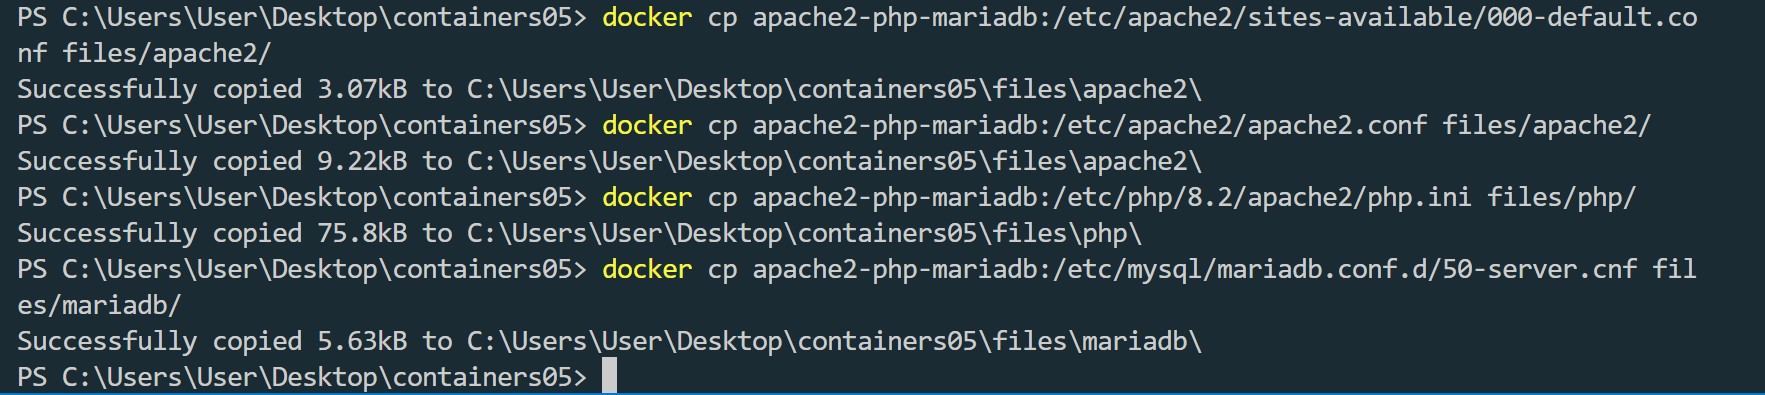 PS C:\Users\User\Desktop\containers05> docker cp apache2-php-mariadb:/etc/apache2/sites-available/000-default.co
nf files/apache2/
Successfully copied 3.07kB to C:\Users\User\Desktop\containers05\files\apache2\
PS C:\Users\User\Desktop\containers05> docker cp apache2-php-mariadb:/etc/apache2/apache2.conf files/apache2/
Successfully copied 9.22kB to C:\Users\User\Desktop\containers05\files\apache2\
PS C:\Users\User\Desktop\containers05> docker cp apache2-php-mariadb:/etc/php/8.2/apache2/php.ini files/php/
Successfully copied 75.8kB to C:\Users\User\Desktop\containers05\files\php\
PS C:\Users\User\Desktop\containers05> docker cp apache2-php-mariadb:/etc/mysql/mariadb.conf.d/50-server.cnf fil
es/mariadb/
Successfully copied 5.63kB to C:\Users\User\Desktop\containers05\files\mariadb\
PS C:\Users\User\Desktop\containers05>